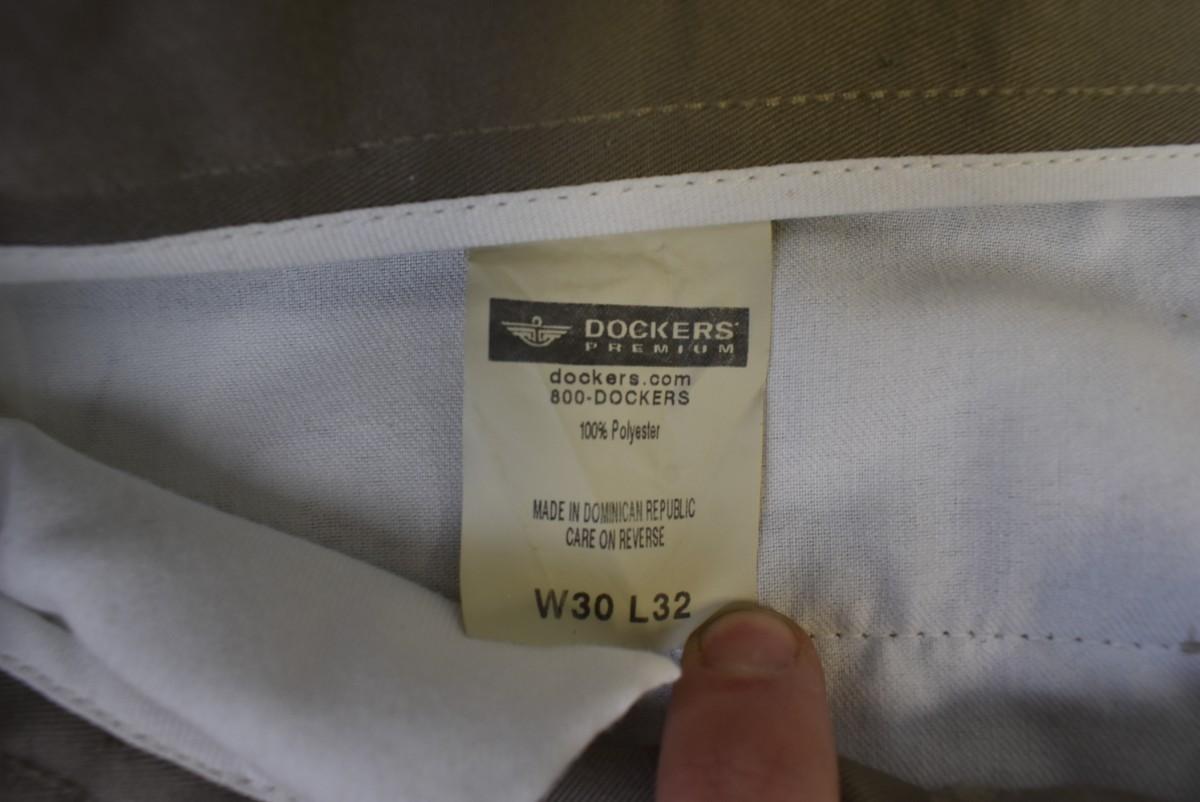 DOCKERS
PREMIUM
dockers.com
800-DOCKERS
100% Polyester
MADE IN DOMINICAN REPUBLIC
CARE ON REVERSE
W30 L32